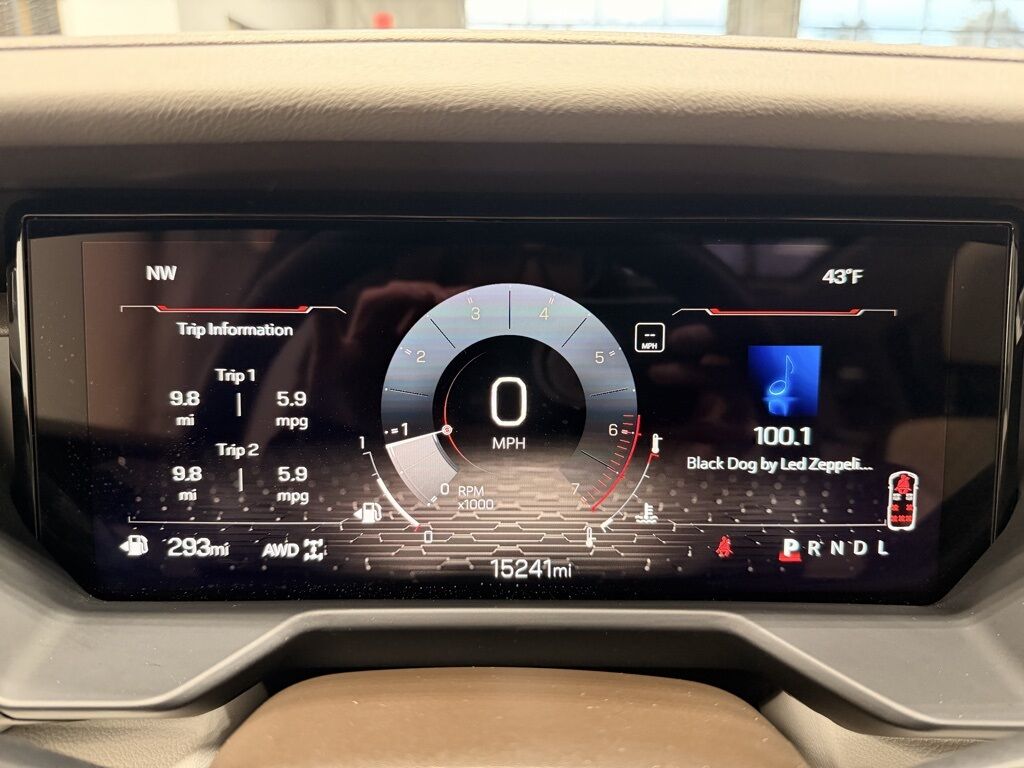 NW
43°F
Trip Information
Trip 1
9.8 mi | 5.9 mpg
Trip 2
9.8 mi | 5.9 mpg
0
1
2
3
4
5
6
7
RPM
x1000
0
MPH
--
MPH
1
0
100.1
Black Dog by Led Zeppeli...
293mi
AWD
15241mi
P R N D L